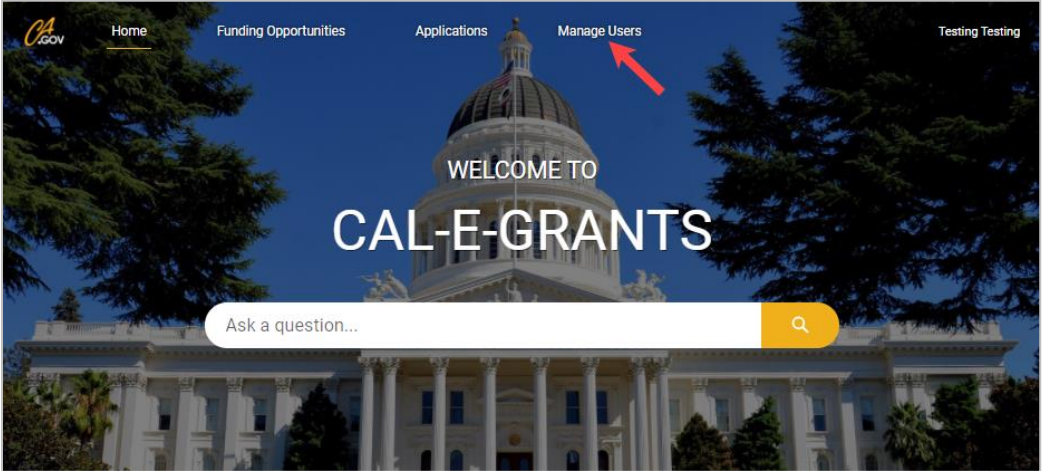 CA.GOV
Home Funding Opportunities Applications Manage Users Testing Testing
WELCOME TO
CAL-E-GRANTS
Ask a question...